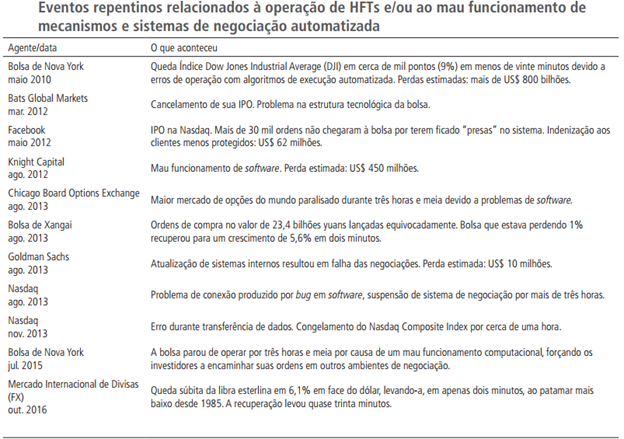 Eventos repentinos relacionados à operação de HFTs e/ou ao mau funcionamento de
mecanismos e sistemas de negociação automatizada
Agente/data O que aconteceu
Bolsa de Nova York
maio 2010
Queda Índice Dow Jones Industrial Average (DJI) em cerca de mil pontos (9%) em menos de vinte minutos devido a
erros de operação com algoritmos de execução automatizada. Perdas estimadas: mais de US$ 800 bilhões.
Bats Global Markets
mar. 2012
Cancelamento de sua IPO. Problema na estrutura tecnológica da bolsa.
Facebook
maio 2012
IPO na Nasdaq. Mais de 30 mil ordens não chegaram à bolsa por terem ficado “presas” no sistema. Indenização aos
clientes menos protegidos: US$ 62 milhões.
Knight Capital
ago. 2012
Mau funcionamento de software. Perda estimada: US$ 450 milhões.
Chicago Board Options Exchange
ago. 2013
Maior mercado de opções do mundo paralisado durante três horas e meia devido a problemas de software.
Bolsa de Xangai
ago. 2013
Ordens de compra no valor de 23,4 bilhões yuans lançadas equivocadamente. Bolsa que estava perdendo 1%
recuperou para um crescimento de 5,6% em dois minutos.
Goldman Sachs
ago. 2013
Atualização de sistemas internos resultou em falha das negociações. Perda estimada: US$ 10 milhões.
Nasdaq
ago. 2013
Problema de conexão produzido por bug em software, suspensão de sistema de negociação por mais de três horas.
Nasdaq
nov. 2013
Erro durante transferência de dados. Congelamento do Nasdaq Composite Index por cerca de uma hora.
Bolsa de Nova York
jul. 2015
A bolsa parou de operar por três horas e meia por causa de um mau funcionamento computacional, forçando os
investidores a encaminhar suas ordens em outros ambientes de negociação.
Mercado Internacional de Divisas
(FX)
out. 2016
Queda súbita da libra esterlina em 6,1% em face do dólar, levando-a, em apenas dois minutos, ao patamar mais
baixo desde 1985. A recuperação levou quase trinta minutos.